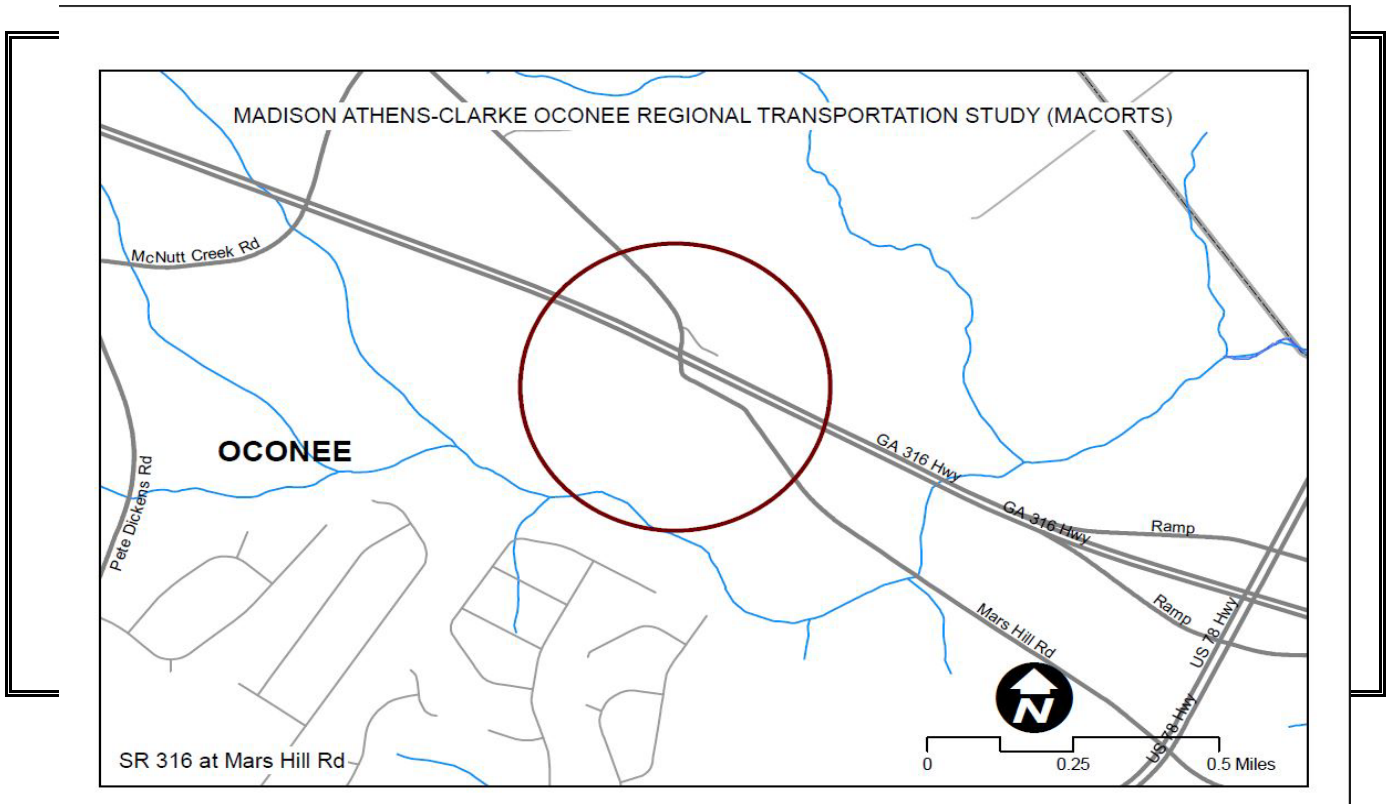 MADISON ATHENS-CLARKE OCONEE REGIONAL TRANSPORTATION STUDY (MACORTS)
McNutt Creek Rd
OCONEE
Pete Dickens Rd
GA 316 Hwy
GA 316 Hwy
Ramp
Ramp
US 78 Hwy
Mars Hill Rd
N
US 78 Hwy
SR 316 at Mars Hill Rd
0 0.25 0.5 Miles